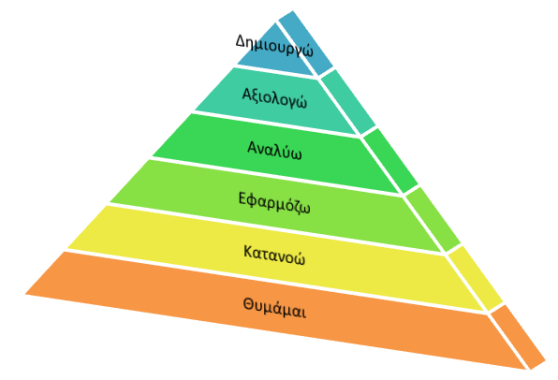 Δημιουργώ
Αξιολογώ
Αναλύω
Εφαρμόζω
Κατανοώ
Θυμάμαι